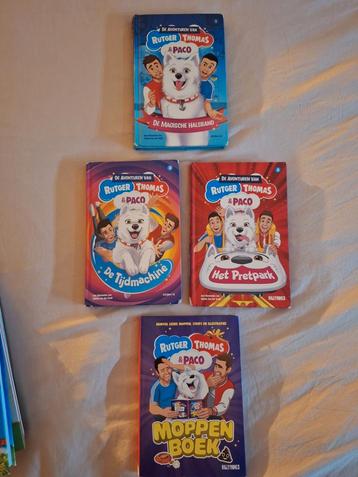 DE AVONTUREN VAN
RUTGER THOMAS
& PACO
DE MAGISCHE HALSBAND
DE AVONTUREN VAN
RUTGER THOMAS
& PACO
De Tijdmachine
DE AVONTUREN VAN
RUTGER THOMAS
& PACO
Het Pretpark
RUTGER THOMAS
& PACO
MOPPEN
BOEK